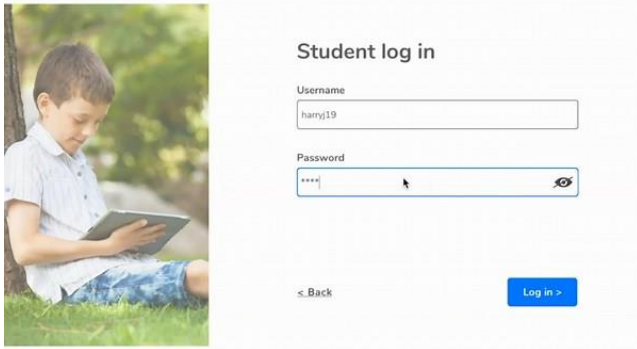 Student log in
Username
harryj19
Password
****
< Back
Log in >